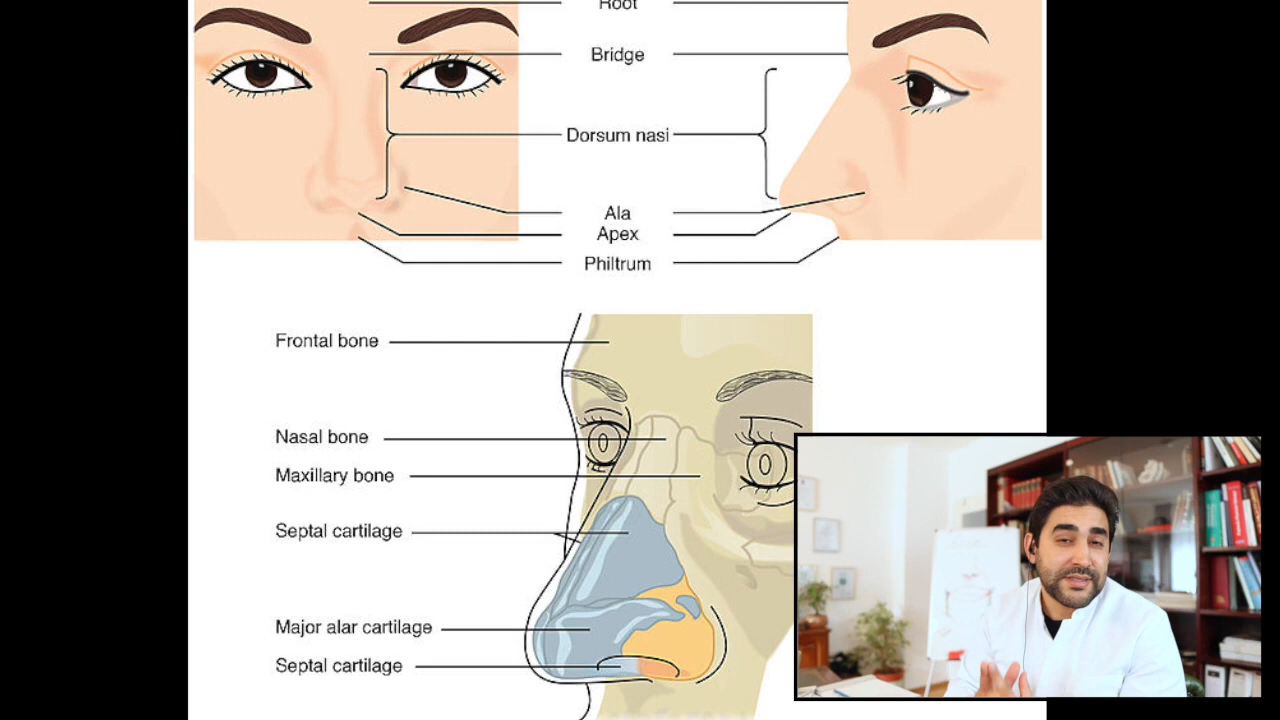 Root
Bridge
Dorsum nasi
Ala
Apex
Philtrum
Frontal bone
Nasal bone
Maxillary bone
Septal cartilage
Major alar cartilage
Septal cartilage